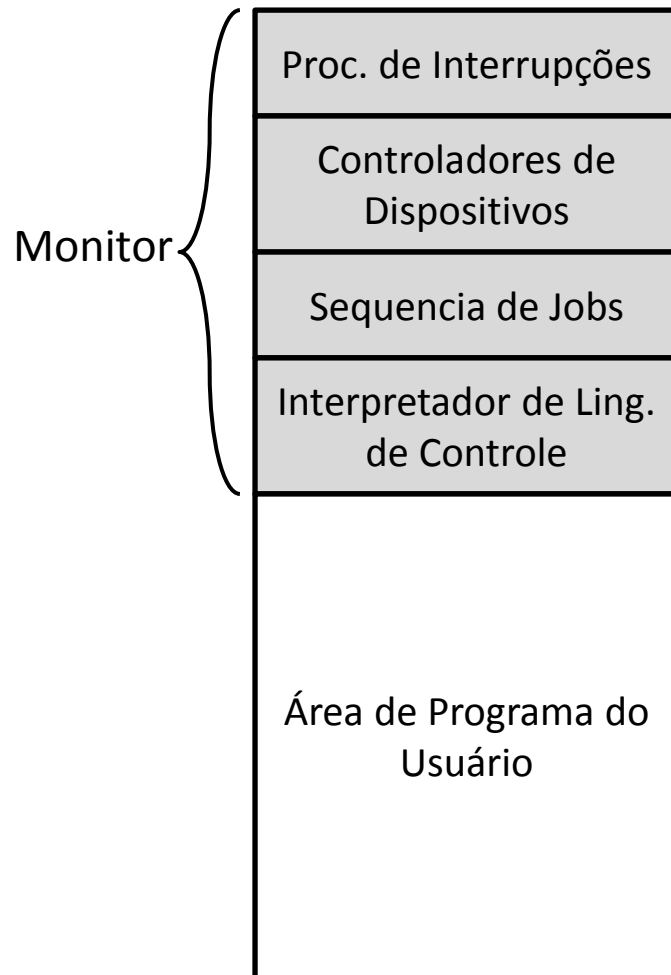 Proc. de Interrupções
Controladores de
Dispositivos
Monitor
Sequencia de Jobs
Interpretador de Ling.
de Controle
Área de Programa do
Usuário